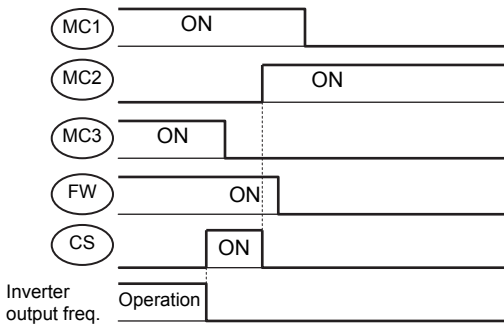 MC1 ON
MC2 ON
MC3 ON
FW ON
CS ON
Inverter
output freq. Operation